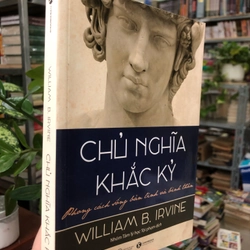 CHỦ NGHĨA
KHẮC KỶ
Phong cách sống bản lĩnh và bình thản
WILLIAM B. IRVINE
WILLIAM B. IRVINE
CHỦ NGHĨA KHẮC K